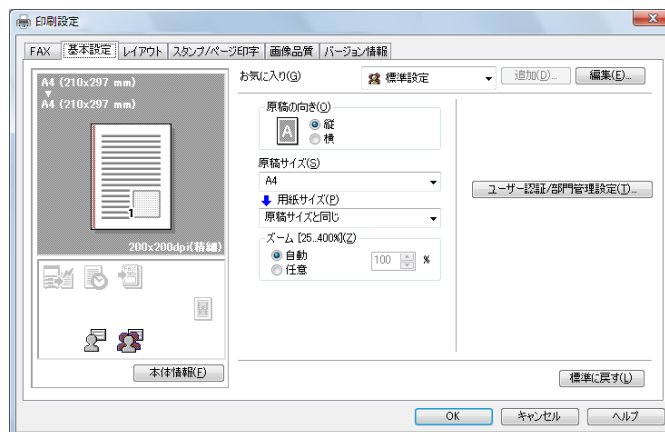 印刷設定
FAX 基本設定 レイアウト スタンプ/ページ印字 画像品質 バージョン情報
A4 (210x297 mm)
A4 (210x297 mm)
1
200x200dpi(精細)
本体情報(F)
お気に入り(G) 標準設定 追加(D)... 編集(E)...
原稿の向き(O)
A
縦
横
原稿サイズ(S)
A4
用紙サイズ(P)
原稿サイズと同じ
ズーム [25..400%](Z)
自動
任意
100 %
ユーザー認証/部門管理設定(T)...
標準に戻す(L)
OK キャンセル ヘルプ